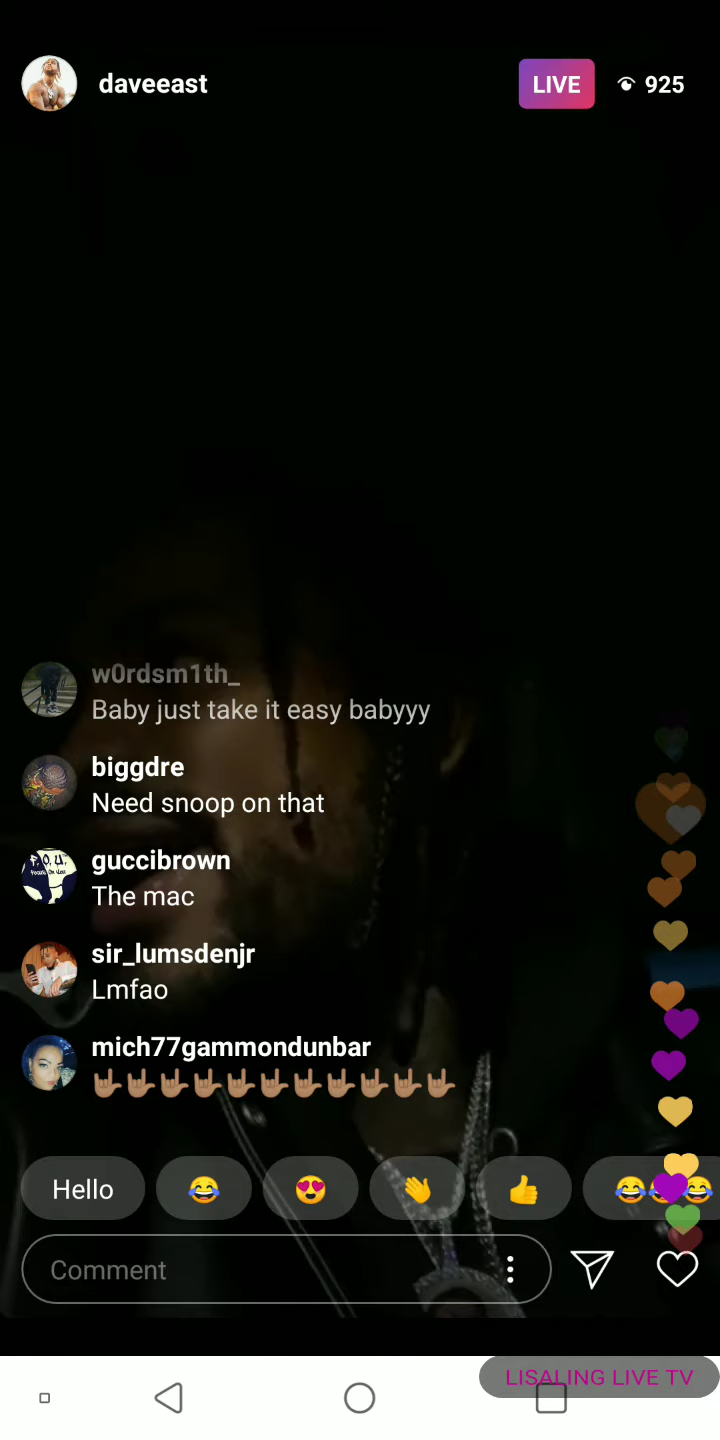 daveeast
LIVE
925
w0rdsm1th_
Baby just take it easy babyyy
biggdre
Need snoop on that
guccibrown
The mac
sir_lumsdenjr
Lmfao
mich77gammondunbar
🤟🏽🤟🏽🤟🏽🤟🏽🤟🏽🤟🏽🤟🏽🤟🏽🤟🏽🤟🏽🤟🏽
Hello 😂 😍 👋 👍 😂😂😂
Comment
LISALING LIVE TV